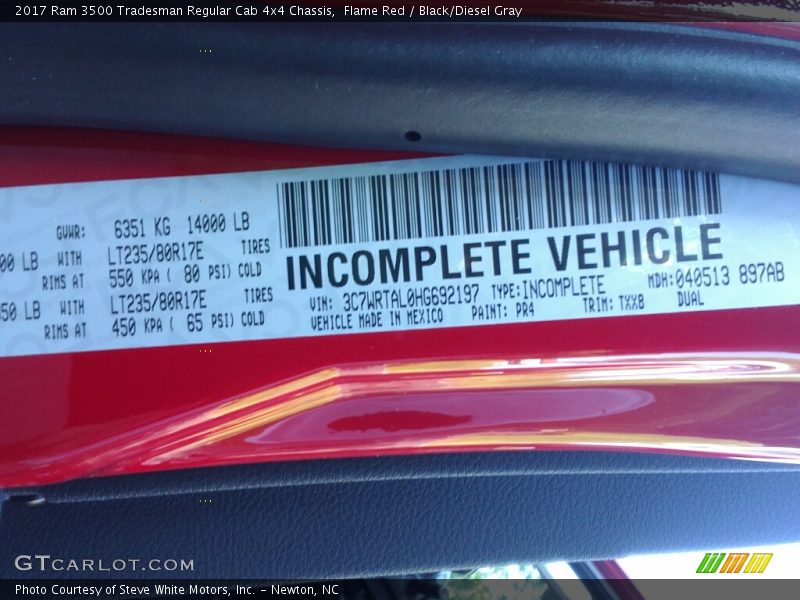 2017 Ram 3500 Tradesman Regular Cab 4x4 Chassis,  Flame Red / Black/Diesel Gray
GVWR: 6351 KG 14000 LB
00 LB WITH LT235/80R17E TIRES
RIMS AT 550 KPA ( 80 PSI) COLD
50 LB WITH LT235/80R17E TIRES
RIMS AT 450 KPA ( 65 PSI) COLD
INCOMPLETE VEHICLE
VIN: 3C7WRTAL0HG692197 TYPE:INCOMPLETE MDH:040513 897AB
VEHICLE MADE IN MEXICO PAINT: PR4 TRIM: TXX8 DUAL
GTCARLOT.COM
Photo Courtesy of Steve White Motors, Inc. - Newton, NC